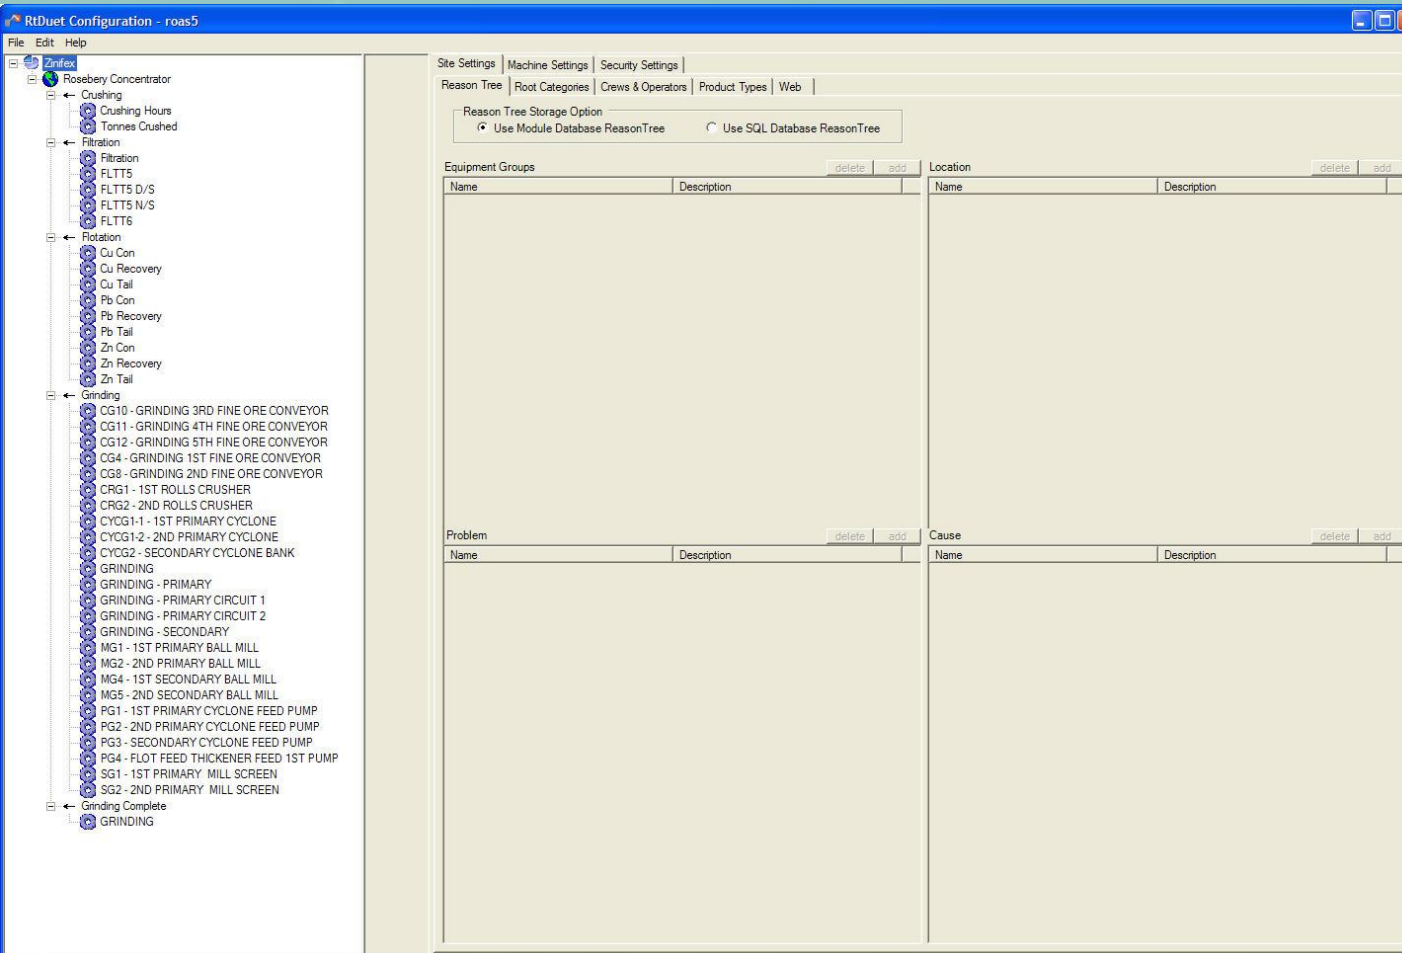 RtDuet Configuration - roas5
File Edit Help
Zinifex
Rosebery Concentrator
Crushing
Crushing Hours
Tonnes Crushed
Filtration
Filtration
FLTT5
FLTT5 D/S
FLTT5 N/S
FLTT6
Flotation
Cu Con
Cu Recovery
Cu Tail
Pb Con
Pb Recovery
Pb Tail
Zn Con
Zn Recovery
Zn Tail
Grinding
CG10 - GRINDING 3RD FINE ORE CONVEYOR
CG11 - GRINDING 4TH FINE ORE CONVEYOR
CG12 - GRINDING 5TH FINE ORE CONVEYOR
CG4 - GRINDING 1ST FINE ORE CONVEYOR
CG8 - GRINDING 2ND FINE ORE CONVEYOR
CRG1 - 1ST ROLLS CRUSHER
CRG2 - 2ND ROLLS CRUSHER
CYCG1-1 - 1ST PRIMARY CYCLONE
CYCG1-2 - 2ND PRIMARY CYCLONE
CYCG2 - SECONDARY CYCLONE BANK
GRINDING
GRINDING - PRIMARY
GRINDING - PRIMARY CIRCUIT 1
GRINDING - PRIMARY CIRCUIT 2
GRINDING - SECONDARY
MG1 - 1ST PRIMARY BALL MILL
MG2 - 2ND PRIMARY BALL MILL
MG4 - 1ST SECONDARY BALL MILL
MG5 - 2ND SECONDARY BALL MILL
PG1 - 1ST PRIMARY CYCLONE FEED PUMP
PG2 - 2ND PRIMARY CYCLONE FEED PUMP
PG3 - SECONDARY CYCLONE FEED PUMP
PG4 - FLOT FEED THICKENER FEED 1ST PUMP
SG1 - 1ST PRIMARY  MILL SCREEN
SG2 - 2ND PRIMARY  MILL SCREEN
Grinding Complete
GRINDING
Site Settings Machine Settings Security Settings
Reason Tree Root Categories Crews & Operators Product Types Web
Reason Tree Storage Option
Use Module Database ReasonTree Use SQL Database ReasonTree
Equipment Groups delete add
Name Description
Location delete add
Name Description
Problem delete add
Name Description
Cause delete add
Name Description